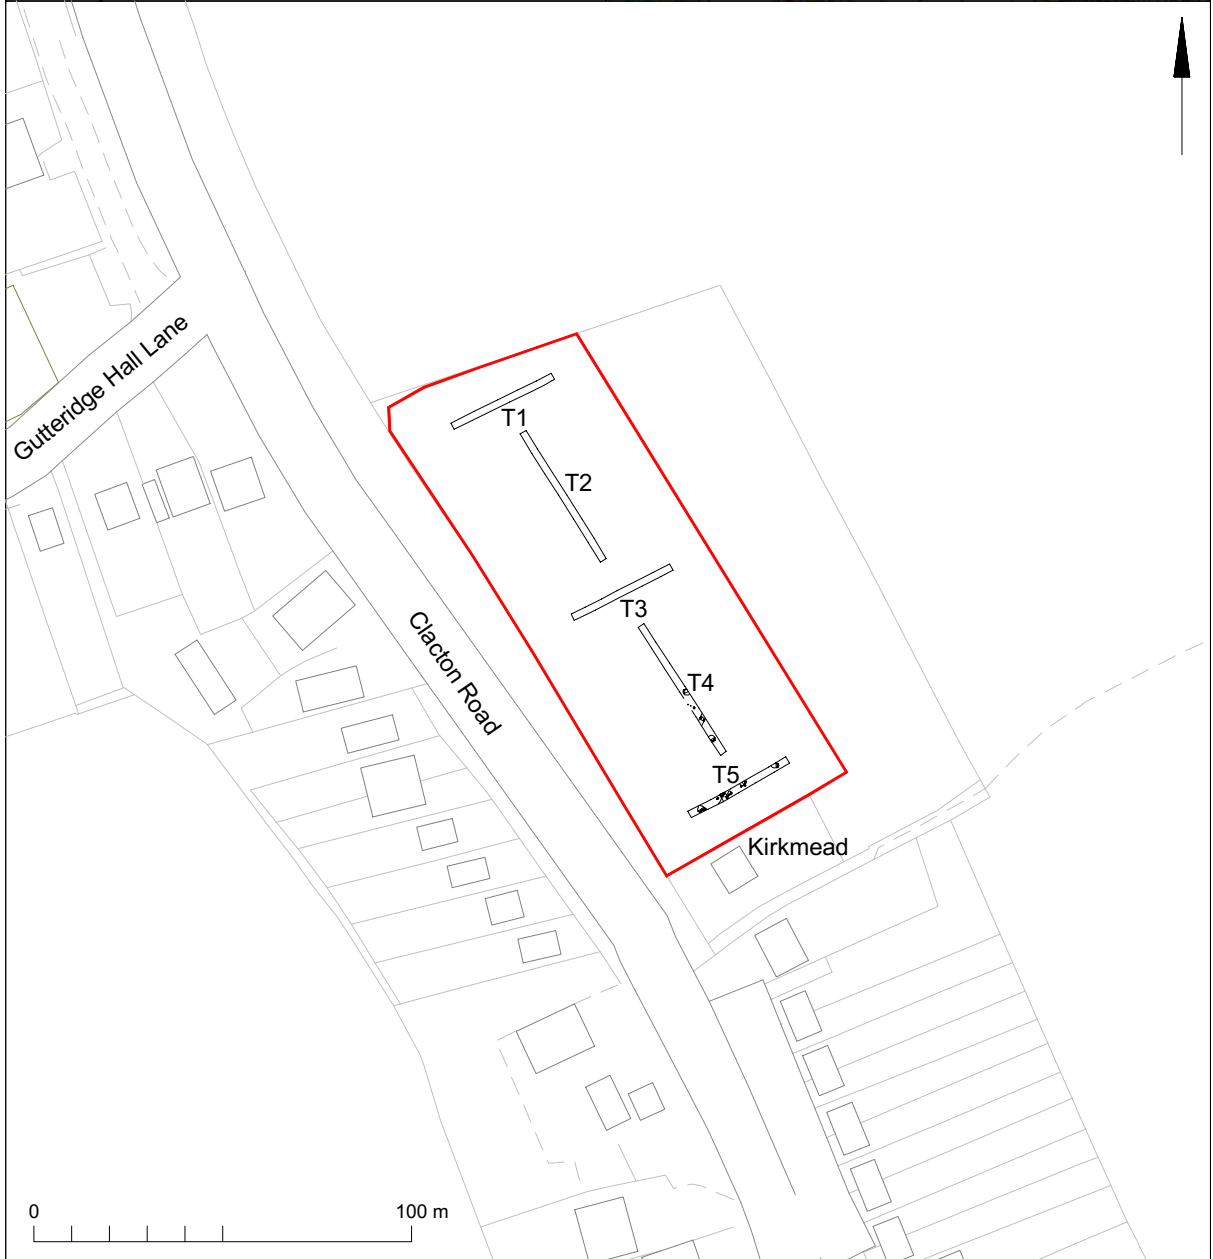 Gutteridge Hall Lane
T1
T2
T3
Clacton Road
T4
T5
Kirkmead
0
100 m